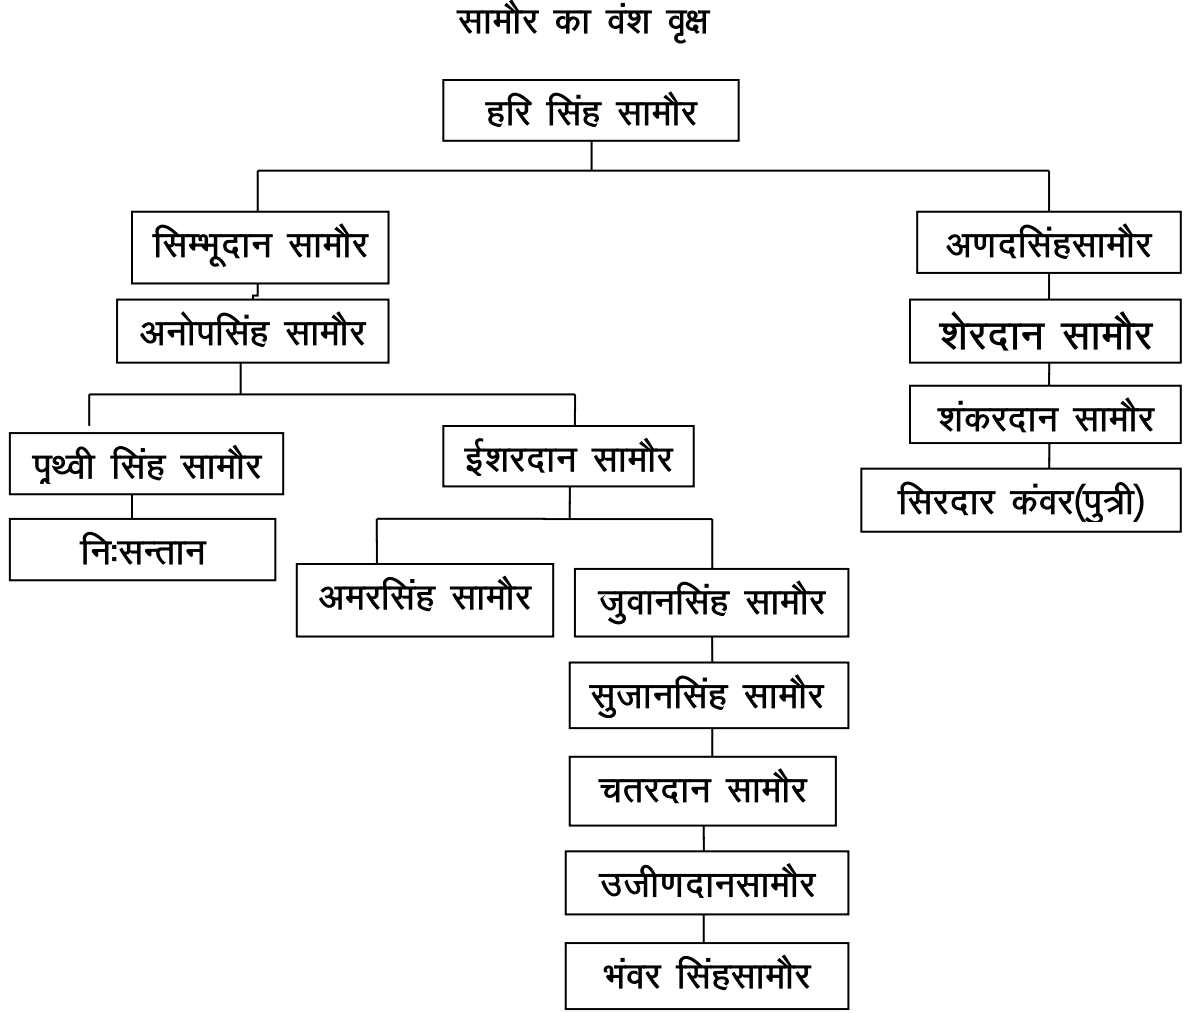 सामौर का वंश वृक्ष
हरि सिंह सामौर
सिम्भूदान सामौर
अणदसिंहसामौर
अनोपसिंह सामौर
शेरदान सामौर
शंकरदान सामौर
पृथ्वी सिंह सामौर
ईशरदान सामौर
सिरदार कंवर(पुत्री)
निःसन्तान
अमरसिंह सामौर
जुवानसिंह सामौर
सुजानसिंह सामौर
चतरदान सामौर
उजीणदानसामौर
भंवर सिंहसामौर